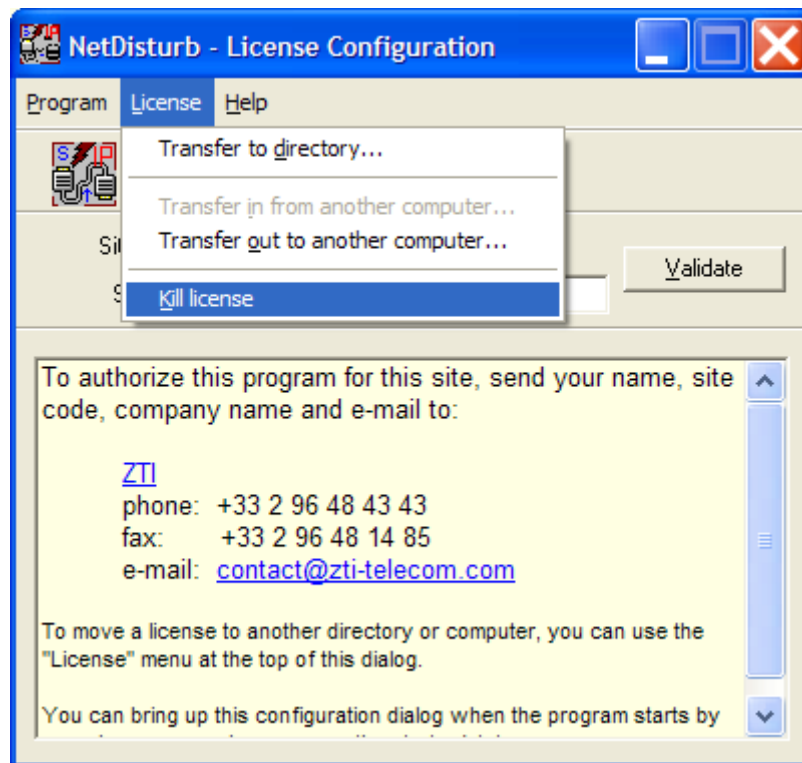 NetDisturb - License Configuration
Program License Help
Transfer to directory...
Transfer in from another computer...
Transfer out to another computer...
Kill license
Validate
To authorize this program for this site, send your name, site
code, company name and e-mail to:
ZTI
phone: +33 2 96 48 43 43
fax: +33 2 96 48 14 85
e-mail: contact@zti-telecom.com
To move a license to another directory or computer, you can use the
"License" menu at the top of this dialog.
You can bring up this configuration dialog when the program starts by